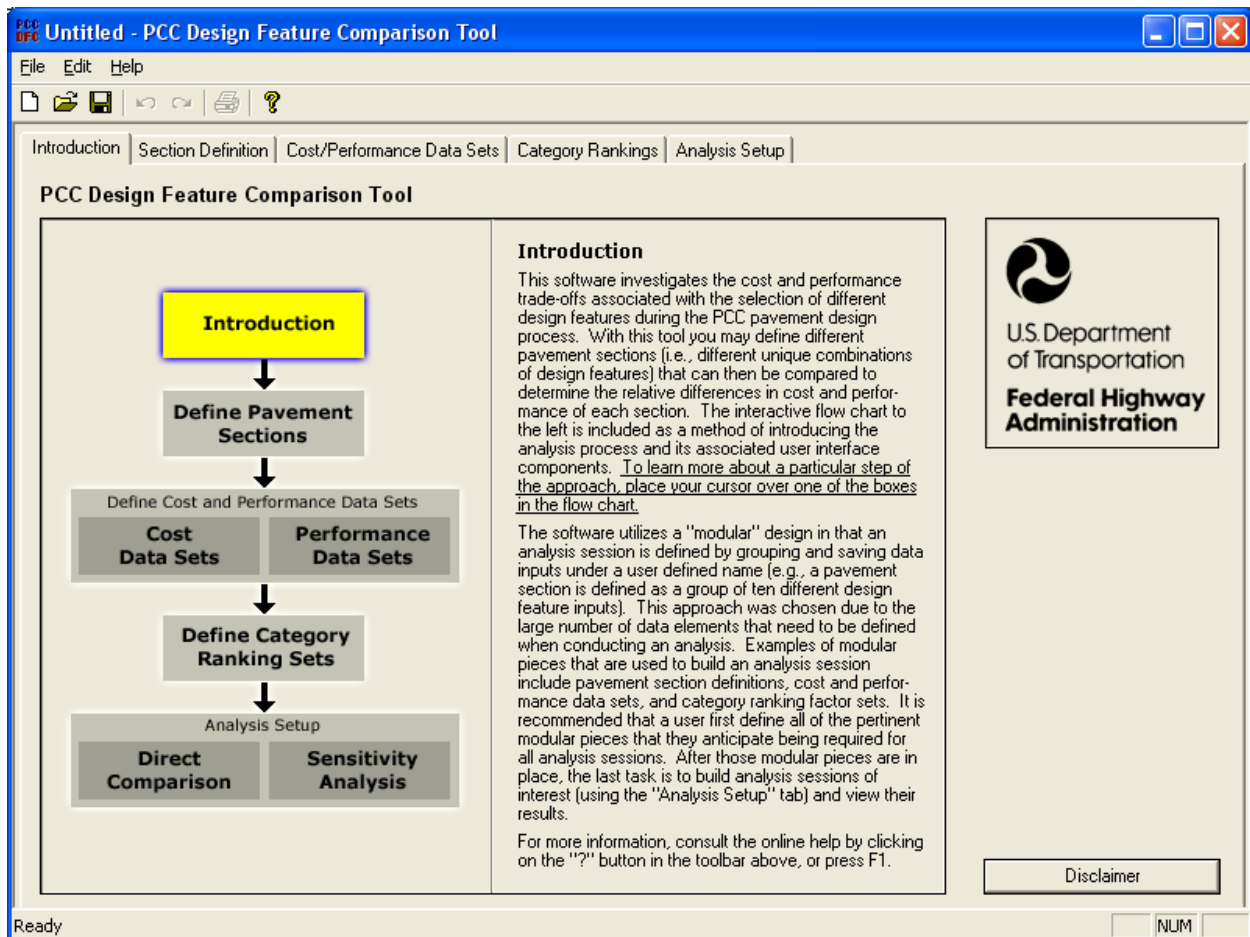 PCC DFC Untitled - PCC Design Feature Comparison Tool
File Edit Help
Introduction Section Definition Cost/Performance Data Sets Category Rankings Analysis Setup
PCC Design Feature Comparison Tool
Introduction
Define Pavement
Sections
Define Cost and Performance Data Sets
Cost
Data Sets
Performance
Data Sets
Define Category
Ranking Sets
Analysis Setup
Direct
Comparison
Sensitivity
Analysis
Introduction
This software investigates the cost and performance
trade-offs associated with the selection of different
design features during the PCC pavement design
process. With this tool you may define different
pavement sections (i.e., different unique combinations
of design features) that can then be compared to
determine the relative differences in cost and perfor-
mance of each section. The interactive flow chart to
the left is included as a method of introducing the
analysis process and its associated user interface
components. To learn more about a particular step of
the approach, place your cursor over one of the boxes
in the flow chart.
The software utilizes a "modular" design in that an
analysis session is defined by grouping and saving data
inputs under a user defined name (e.g., a pavement
section is defined as a group of ten different design
feature inputs). This approach was chosen due to the
large number of data elements that need to be defined
when conducting an analysis. Examples of modular
pieces that are used to build an analysis session
include pavement section definitions, cost and perfor-
mance data sets, and category ranking factor sets. It is
recommended that a user first define all of the pertinent
modular pieces that they anticipate being required for
all analysis sessions. After those modular pieces are in
place, the last task is to build analysis sessions of
interest (using the "Analysis Setup" tab) and view their
results.
For more information, consult the online help by clicking
on the "?" button in the toolbar above, or press F1.
U.S. Department
of Transportation
Federal Highway
Administration
Disclaimer
Ready NUM